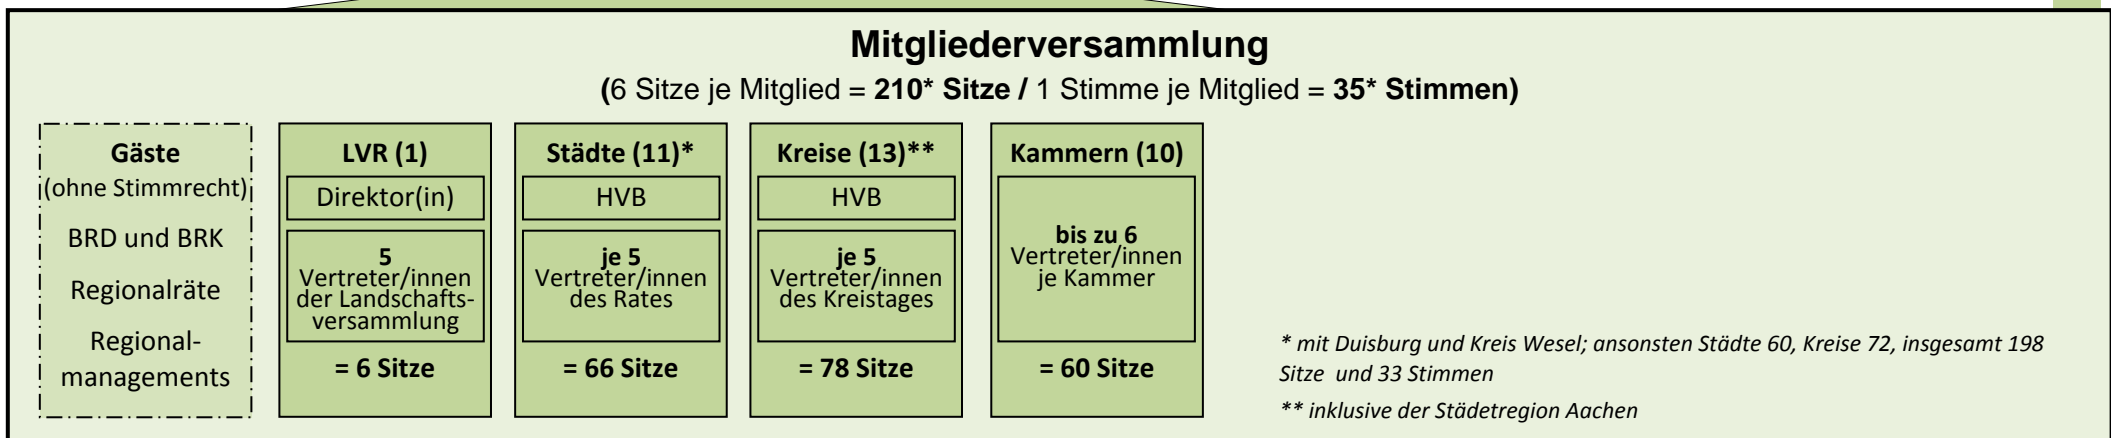 Mitgliederversammlung
(6 Sitze je Mitglied = 210* Sitze / 1 Stimme je Mitglied = 35* Stimmen)
Gäste
(ohne Stimmrecht)
BRD und BRK
Regionalräte
Regional-
managements
LVR (1)
Direktor(in)
5
Vertreter/innen
der Landschafts-
versammlung
= 6 Sitze
Städte (11)*
HVB
je 5
Vertreter/innen
des Rates
= 66 Sitze
Kreise (13)**
HVB
je 5
Vertreter/innen
des Kreistages
= 78 Sitze
Kammern (10)
bis zu 6
Vertreter/innen
je Kammer
= 60 Sitze
* mit Duisburg und Kreis Wesel; ansonsten Städte 60, Kreise 72, insgesamt 198
Sitze und 33 Stimmen
** inklusive der Städetregion Aachen